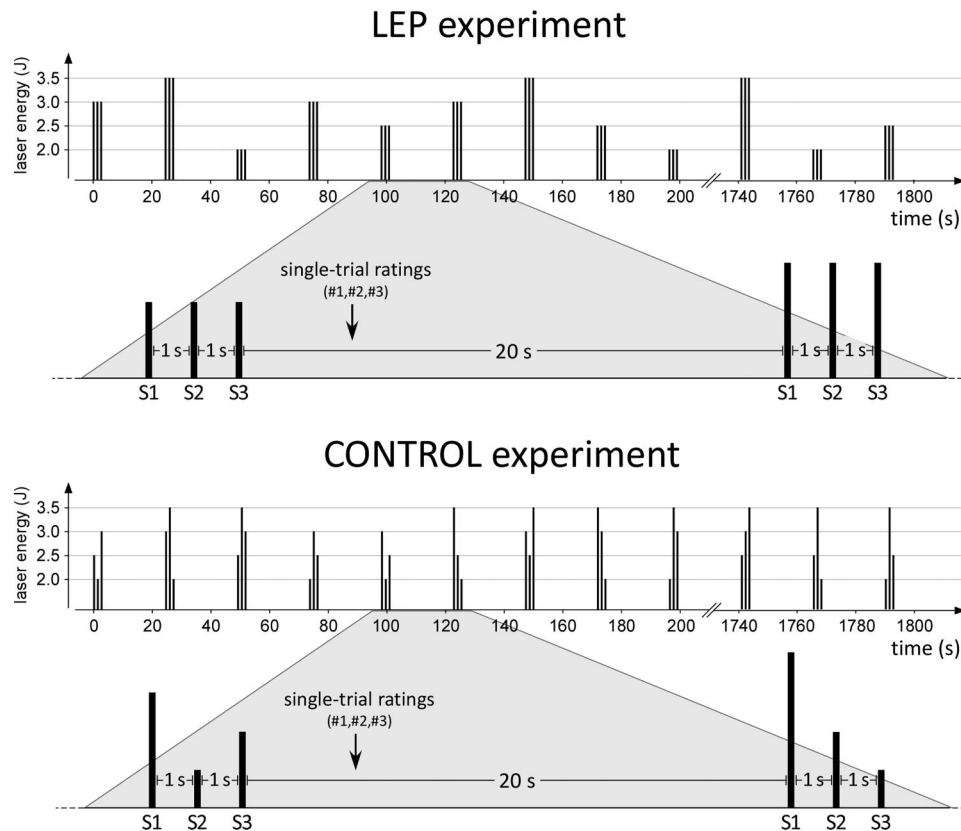 LEP experiment
laser energy (J)
3.5
3.0
2.5
2.0
0 20 40 60 80 100 120 140 160 180 200 1740 1760 1780 1800
time (s)
single-trial ratings
(#1,#2,#3)
1 s 1 s 20 s 1 s 1 s
S1 S2 S3 S1 S2 S3
CONTROL experiment
laser energy (J)
3.5
3.0
2.5
2.0
0 20 40 60 80 100 120 140 160 180 200 1740 1760 1780 1800
time (s)
single-trial ratings
(#1,#2,#3)
1 s 1 s 20 s 1 s 1 s
S1 S2 S3 S1 S2 S3